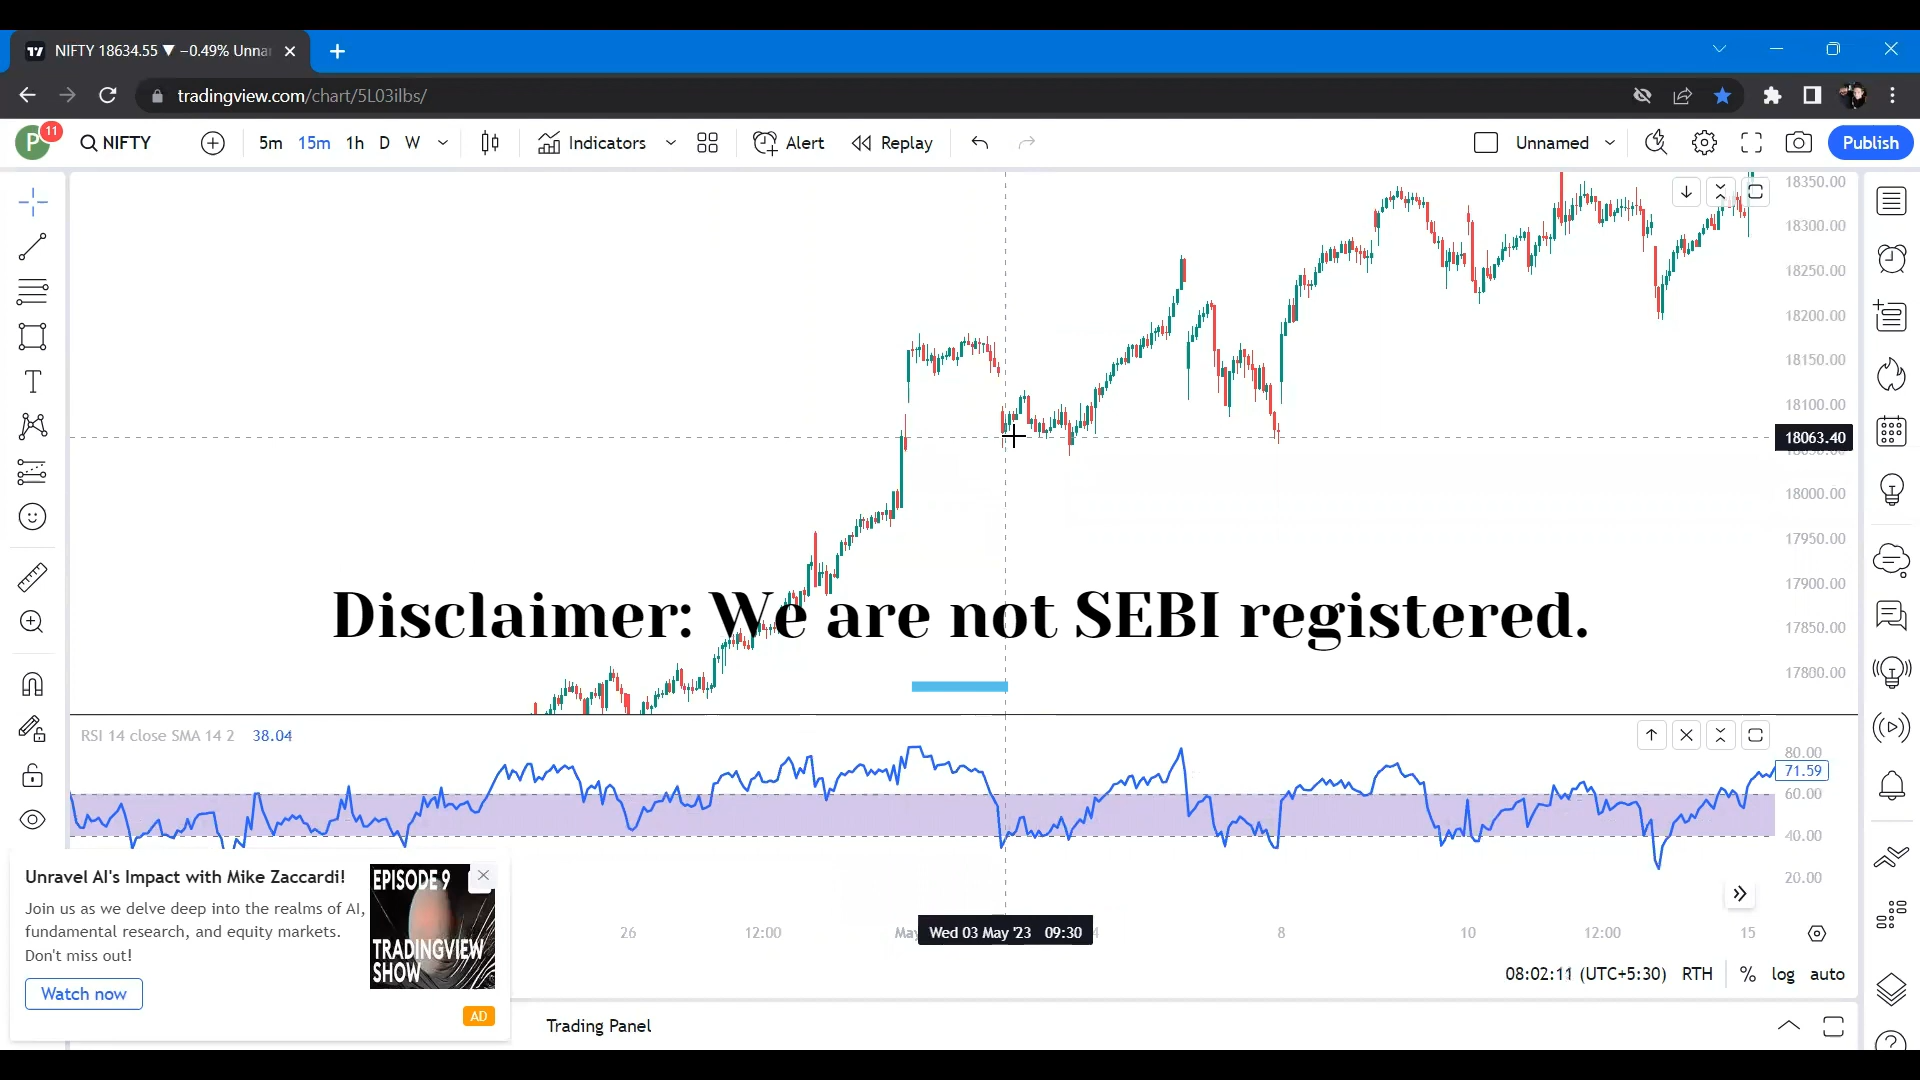 NIFTY 18634.55 ▼ −0.49% Unna
tradingview.com/chart/5L03ilbs/
P 11 NIFTY 5m 15m 1h D W Indicators Alert Replay Unnamed Publish
18350.00
18300.00
18250.00
18200.00
18150.00
18100.00
18063.40
18000.00
17950.00
17900.00
Disclaimer: We are not SEBI registered.
17850.00
17800.00
RSI 14 close SMA 14 2 38.04
80.00
71.59
60.00
40.00
20.00
Unravel AI's Impact with Mike Zaccardi!
Join us as we delve deep into the realms of AI,
fundamental research, and equity markets.
Don't miss out!
Watch now
EPISODE 9
TRADINGVIEW
SHOW
AD
26 12:00 May Wed 03 May '23 09:30 4 8 10 12:00 15
08:02:11 (UTC+5:30) RTH % log auto
Trading Panel